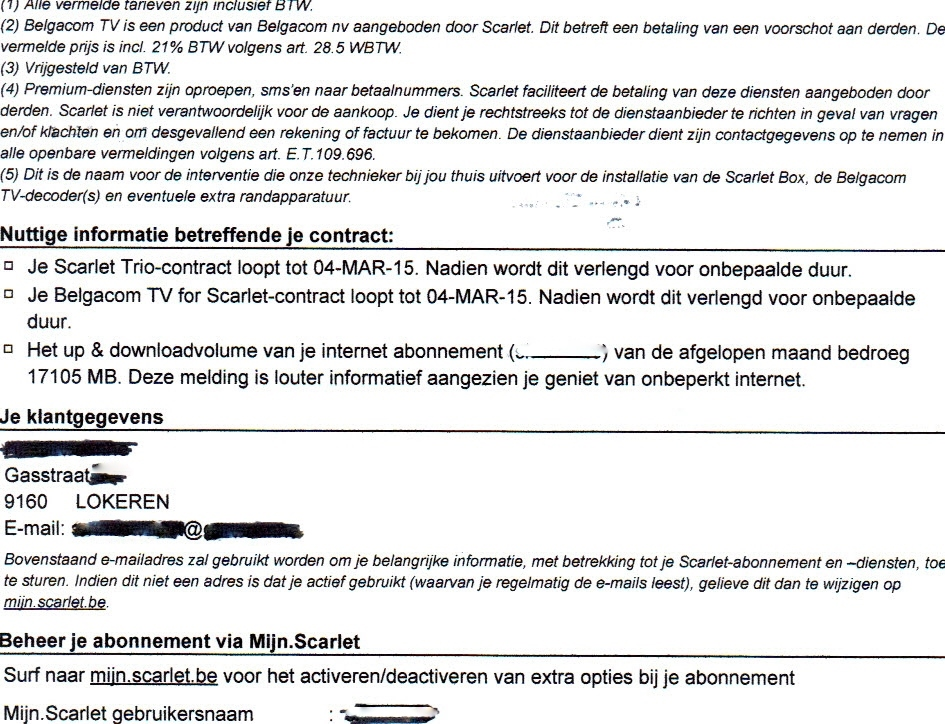 (1) Alle vermelde tarieven zijn inclusief BTW.
(2) Belgacom TV is een product van Belgacom nv aangeboden door Scarlet. Dit betreft een betaling van een voorschot aan derden. De
vermelde prijs is incl. 21% BTW volgens art. 28.5 WBTW.
(3) Vrijgesteld van BTW.
(4) Premium-diensten zijn oproepen, sms'en naar betaalnummers. Scarlet faciliteert de betaling van deze diensten aangeboden door
derden. Scarlet is niet verantwoordelijk voor de aankoop. Je dient je rechtstreeks tot de dienstaanbieder te richten in geval van vragen
en/of klachten en om desgevallend een rekening of factuur te bekomen. De dienstaanbieder dient zijn contactgegevens op te nemen in
alle openbare vermeldingen volgens art. E.T.109.696.
(5) Dit is de naam voor de interventie die onze technieker bij jou thuis uitvoert voor de installatie van de Scarlet Box, de Belgacom
TV-decoder(s) en eventuele extra randapparatuur.
Nuttige informatie betreffende je contract:
Je Scarlet Trio-contract loopt tot 04-MAR-15. Nadien wordt dit verlengd voor onbepaalde duur.
Je Belgacom TV for Scarlet-contract loopt tot 04-MAR-15. Nadien wordt dit verlengd voor onbepaalde
duur.
Het up & downloadvolume van je internet abonnement ( ) van de afgelopen maand bedroeg
17105 MB. Deze melding is louter informatief aangezien je geniet van onbeperkt internet.
Je klantgegevens
Gasstraat
9160 LOKEREN
E-mail: @
Bovenstaand e-mailadres zal gebruikt worden om je belangrijke informatie, met betrekking tot je Scarlet-abonnement en –diensten, toe
te sturen. Indien dit niet een adres is dat je actief gebruikt (waarvan je regelmatig de e-mails leest), gelieve dit dan te wijzigen op
mijn.scarlet.be.
Beheer je abonnement via Mijn.Scarlet
Surf naar mijn.scarlet.be voor het activeren/deactiveren van extra opties bij je abonnement
Mijn.Scarlet gebruikersnaam :